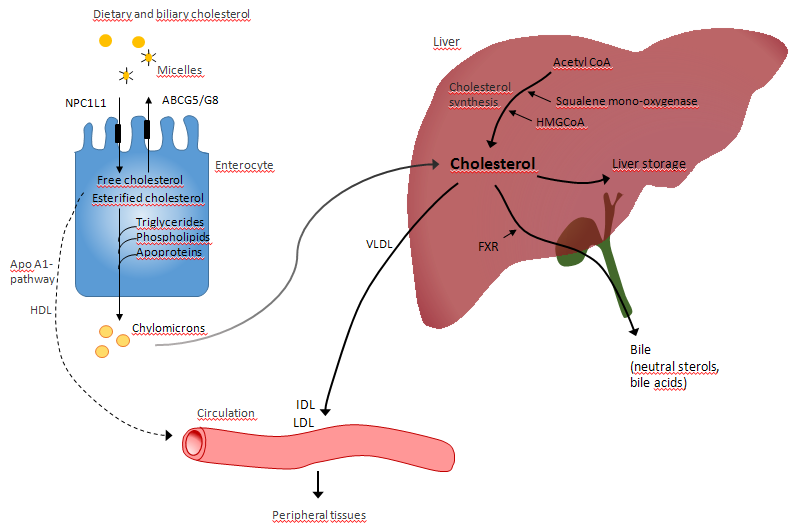 Dietary and biliary cholesterol
Micelles
NPC1L1
ABCG5/G8
Enterocyte
Free cholesterol
Esterified cholesterol
Triglycerides
Phospholipids
Apoproteins
Apo A1-
pathway
HDL
Chylomicrons
Liver
Acetyl CoA
Cholesterol
synthesis
Squalene mono-oxygenase
HMGCoA
Cholesterol
Liver storage
VLDL
FXR
Bile
(neutral sterols,
bile acids)
Circulation
IDL
LDL
Peripheral tissues